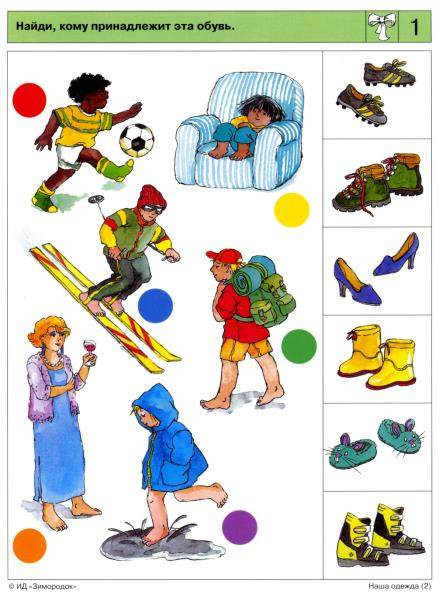 Найди, кому принадлежит эта обувь.
1
© ИД «Зимородок»
Наша одежда (2)